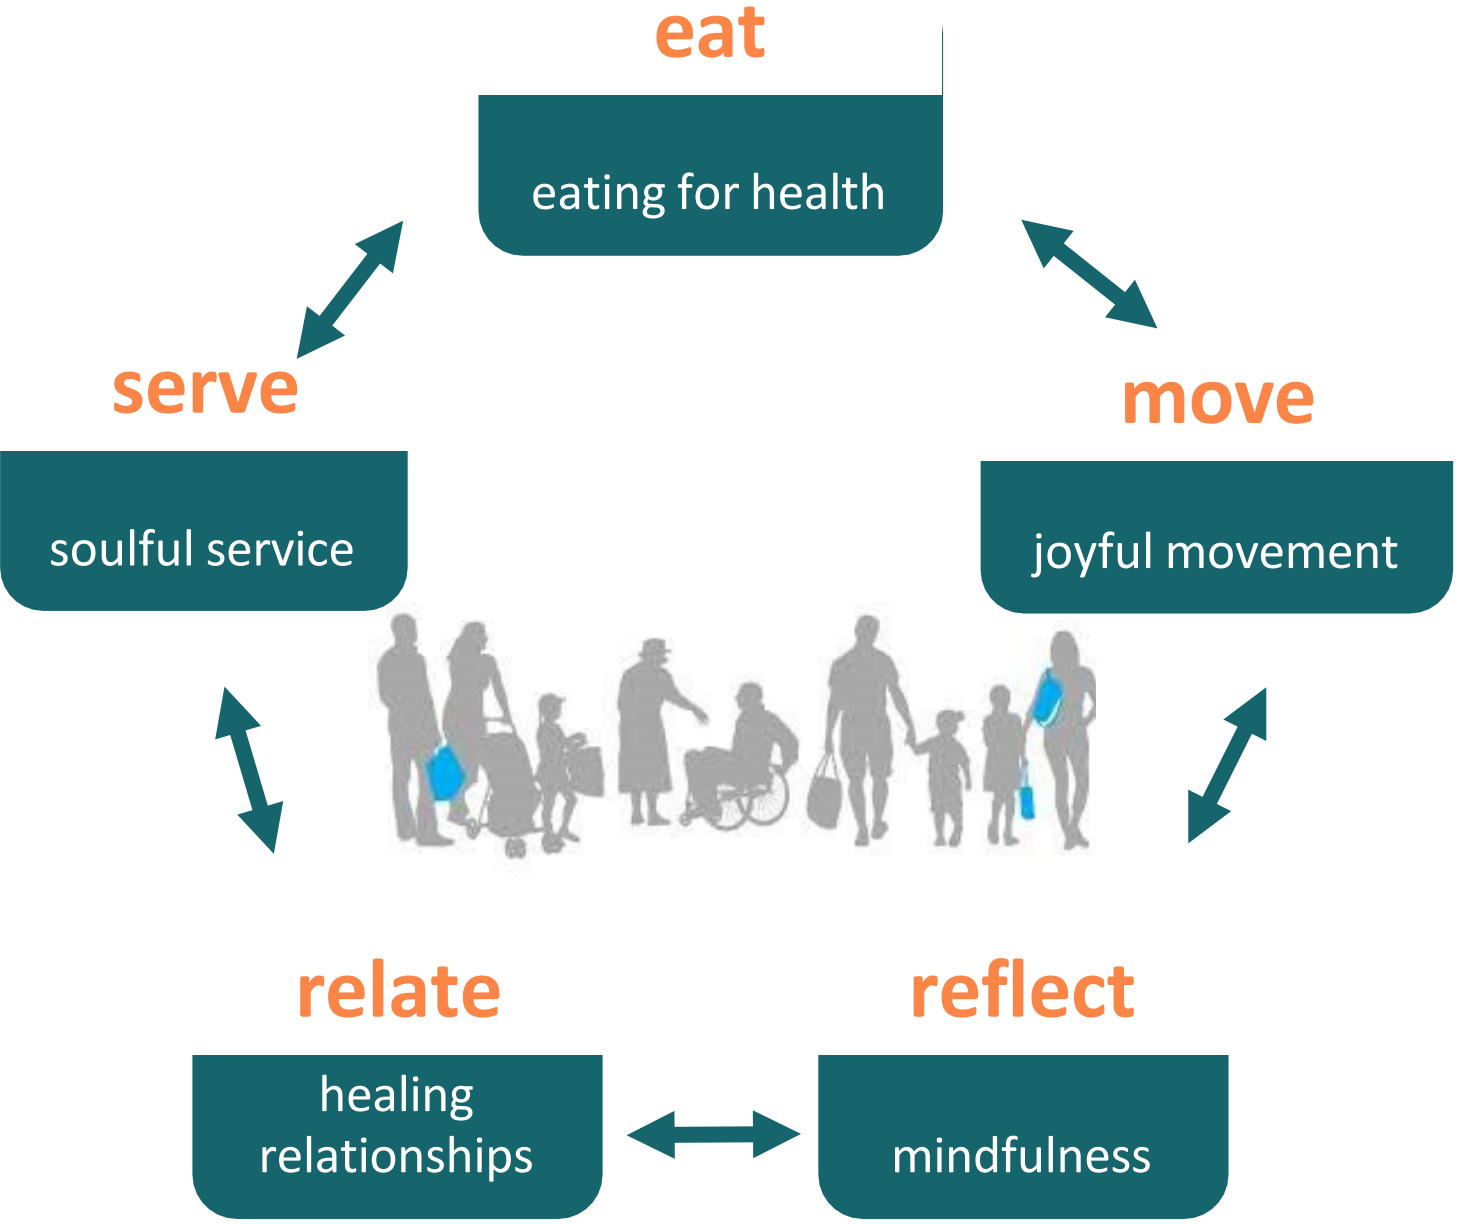 eat
eating for health
serve
soulful service
move
joyful movement
relate
healing
relationships
reflect
mindfulness